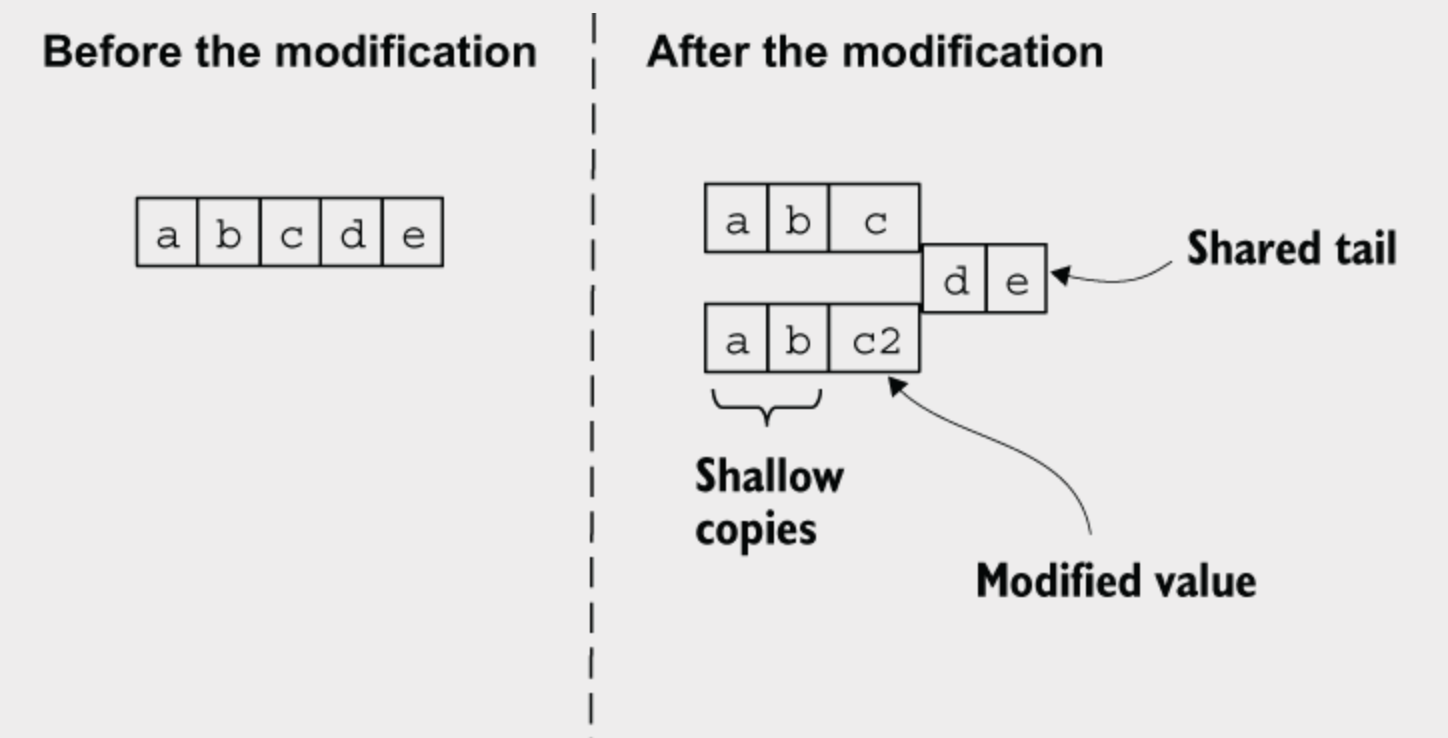 Before the modification
After the modification
a b c d e
a b c
d e
Shared tail
a b c2
Shallow
copies
Modified value